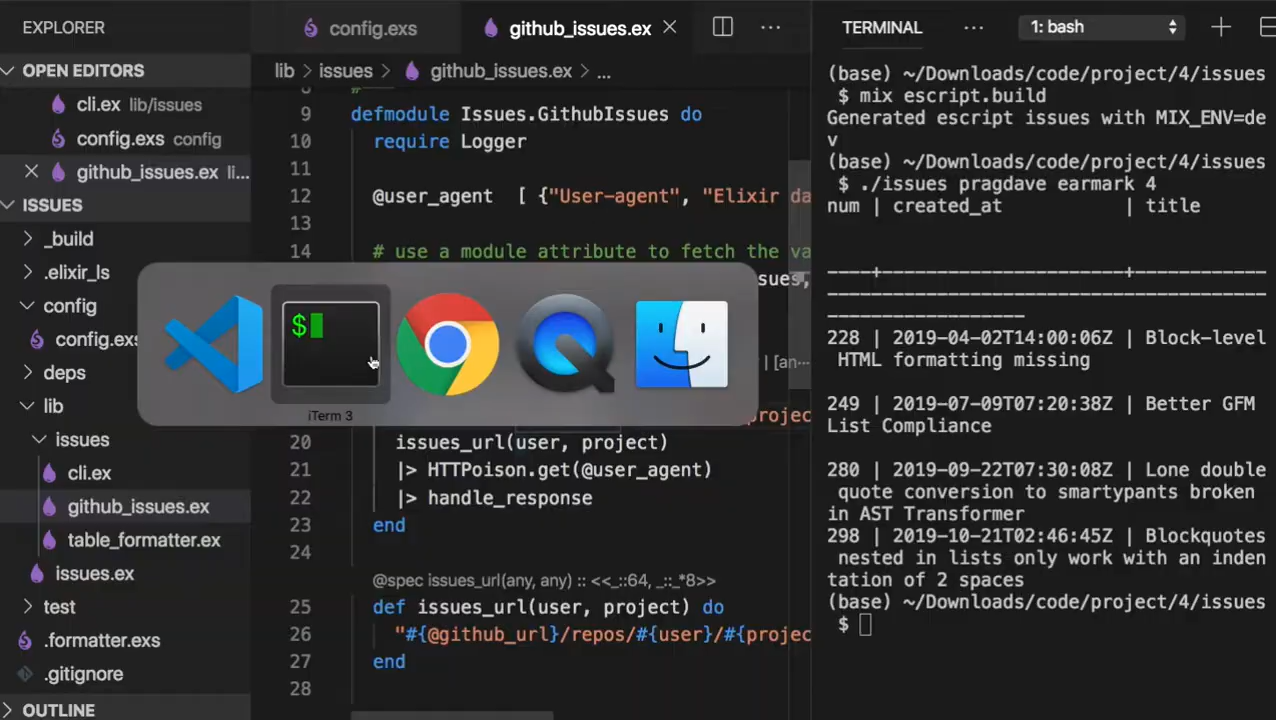 EXPLORER
OPEN EDITORS
cli.ex lib/issues
config.exs config
github_issues.ex li...
ISSUES
_build
.elixir_ls
config
config.exs
deps
lib
issues
cli.ex
github_issues.ex
table_formatter.ex
issues.ex
test
.formatter.exs
.gitignore
OUTLINE
config.exs
github_issues.ex
lib > issues > github_issues.ex > ...
9 defmodule Issues.GithubIssues do
10 require Logger
11
12 @user_agent [ {"User-agent", "Elixir da
13
14 # use a module attribute to fetch the va
sues,
| [an
projec
20 issues_url(user, project)
21 |> HTTPoison.get(@user_agent)
22 |> handle_response
23 end
24
@spec issues_url(any, any) :: <<_::64, _::_*8>>
25 def issues_url(user, project) do
26 "#{@github_url}/repos/#{user}/#{projec
27 end
28
$
iTerm 3
TERMINAL
... 1: bash
(base) ~/Downloads/code/project/4/issues
$ mix escript.build
Generated escript issues with MIX_ENV=de
v
(base) ~/Downloads/code/project/4/issues
$ ./issues pragdave earmark 4
num | created_at | title
----+----------------------+------------
----------------------------------------
------------------
228 | 2019-04-02T14:00:06Z | Block-level
HTML formatting missing
249 | 2019-07-09T07:20:38Z | Better GFM
List Compliance
280 | 2019-09-22T07:30:08Z | Lone double
quote conversion to smartypants broken
in AST Transformer
298 | 2019-10-21T02:46:45Z | Blockquotes
nested in lists only work with an inden
tation of 2 spaces
(base) ~/Downloads/code/project/4/issues
$